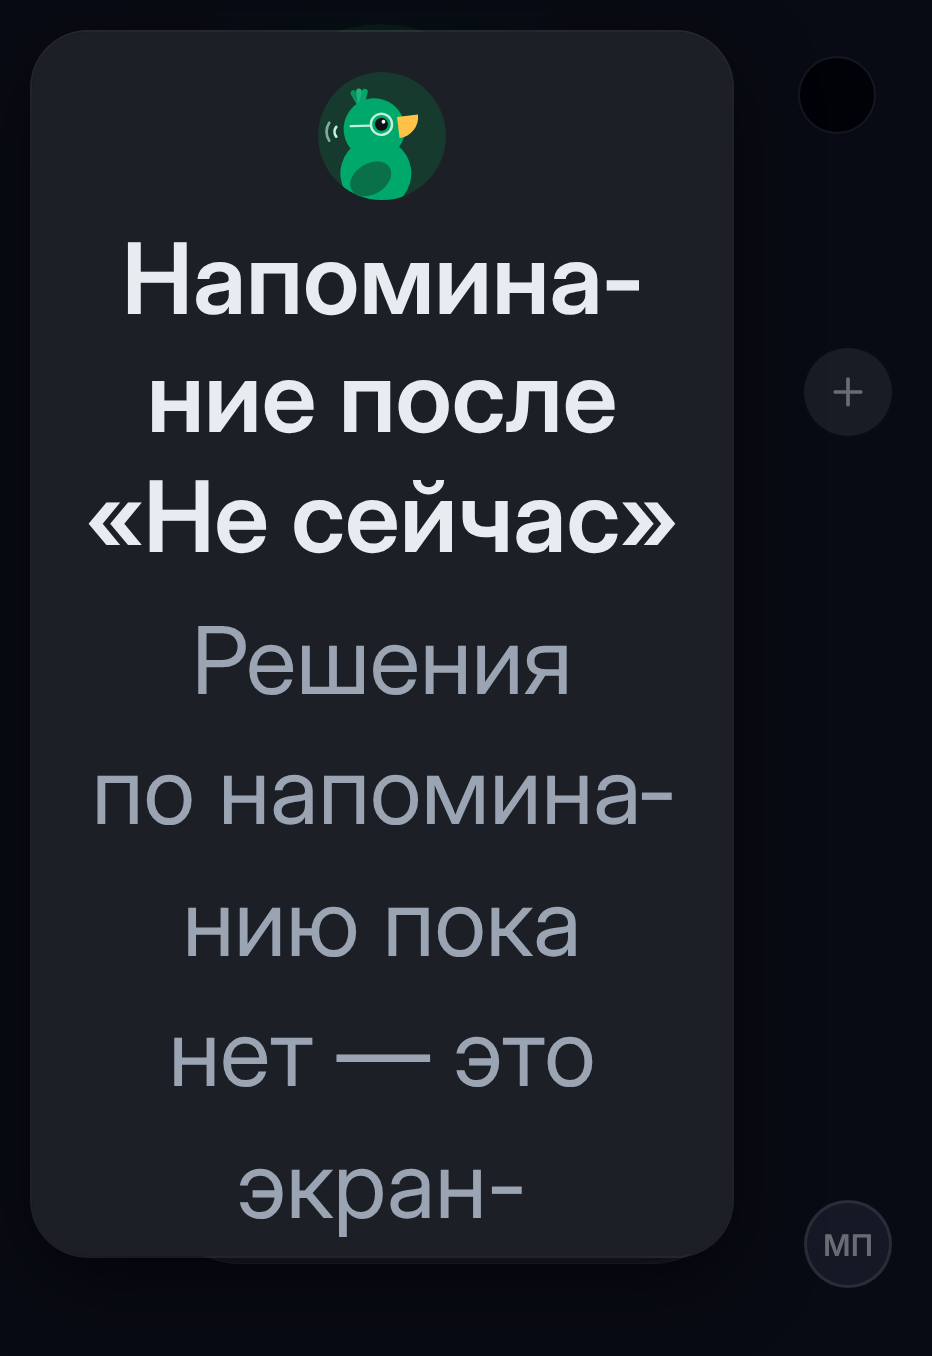 Напомина-
ние после
«Не сейчас»
Решения
по напомина-
нию пока
нет — это
экран-
МП